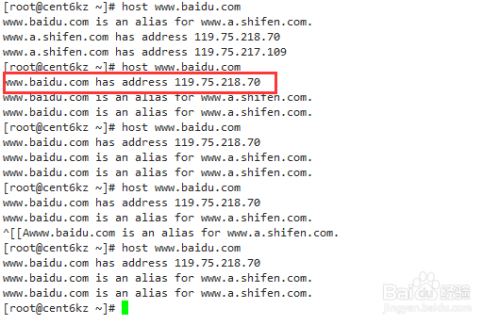 [root@cent6kz ~]# host www.baidu.com
www.baidu.com is an alias for www.a.shifen.com.
www.a.shifen.com has address 119.75.218.70
www.a.shifen.com has address 119.75.217.109
[root@cent6kz ~]# host www.baidu.com
www.baidu.com has address 119.75.218.70
www.baidu.com is an alias for www.a.shifen.com.
www.baidu.com is an alias for www.a.shifen.com.
[root@cent6kz ~]# host www.baidu.com
www.baidu.com has address 119.75.218.70
www.baidu.com is an alias for www.a.shifen.com.
www.baidu.com is an alias for www.a.shifen.com.
[root@cent6kz ~]# host www.baidu.com
www.baidu.com has address 119.75.218.70
www.baidu.com is an alias for www.a.shifen.com.
^[[Awww.baidu.com is an alias for www.a.shifen.com.
[root@cent6kz ~]# host www.baidu.com
www.baidu.com has address 119.75.218.70
www.baidu.com is an alias for www.a.shifen.com.
www.baidu.com is an alias for www.a.shifen.com.
[root@cent6kz ~]#
Baidu经验
jingyan.baidu.com